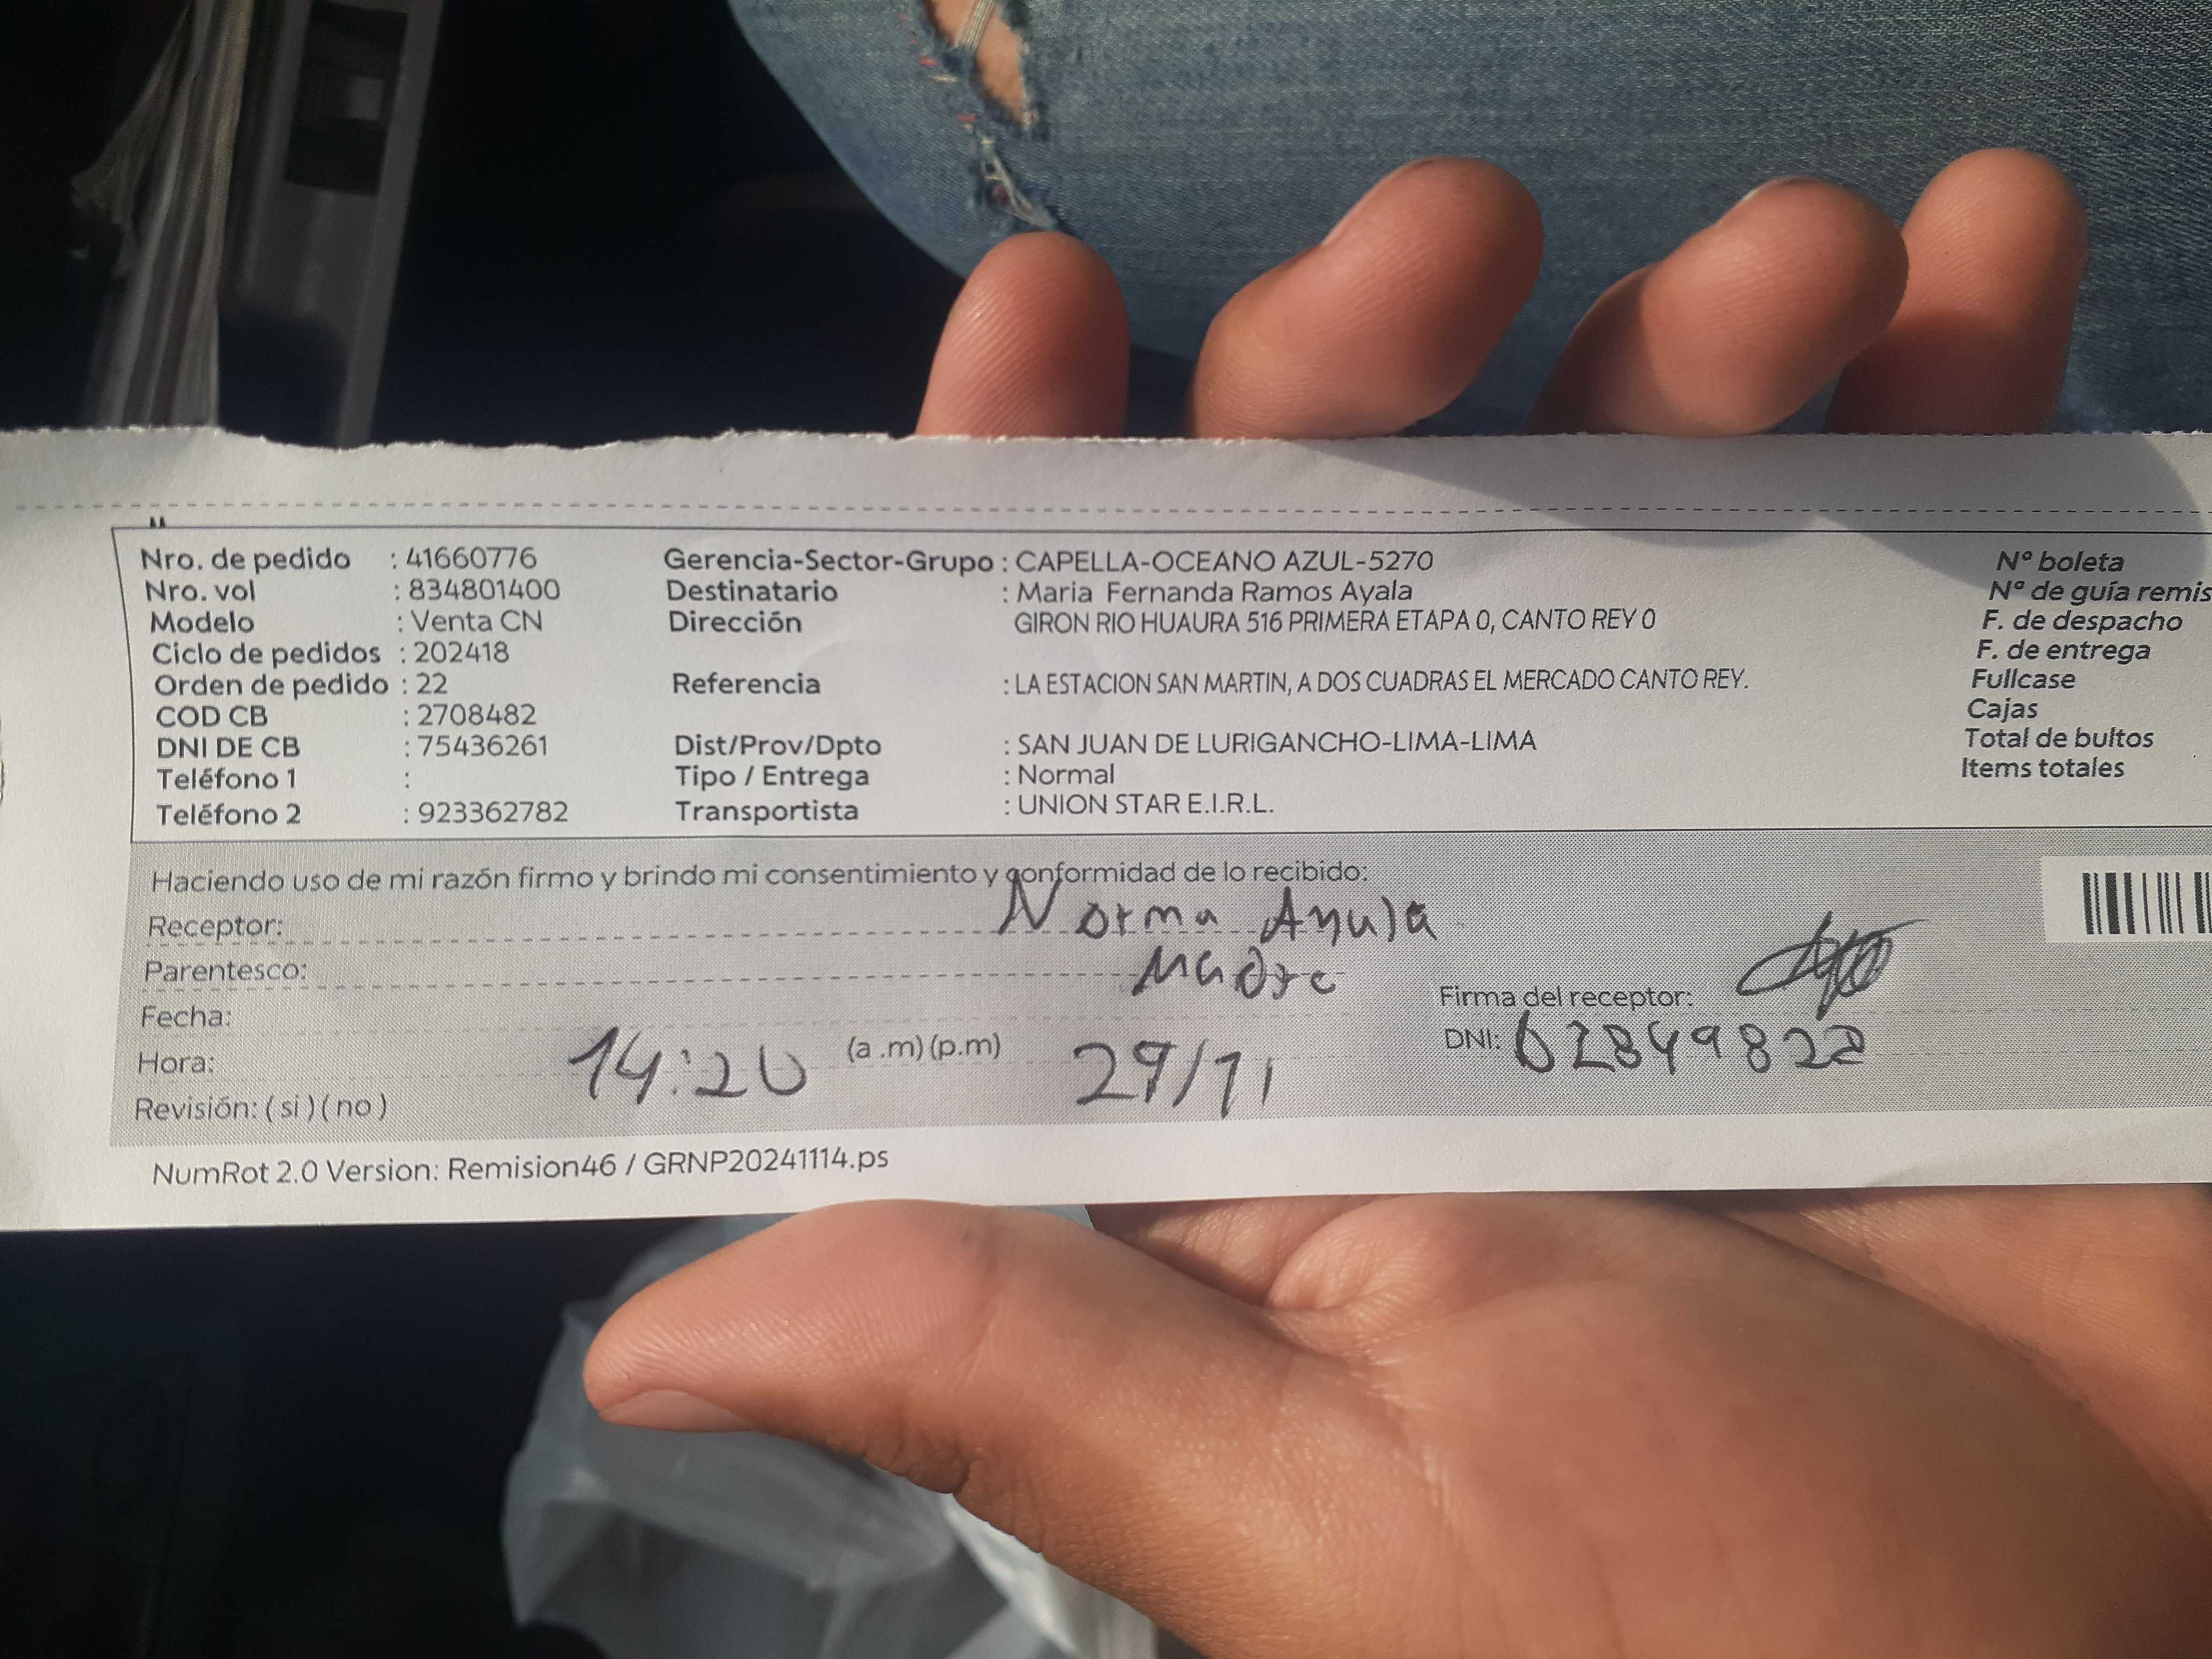 Nro. de pedido : 41660776 Gerencia-Sector-Grupo : CAPELLA-OCEANO AZUL-5270 Nº boleta
Nro. vol : 834801400 Destinatario : Maria Fernanda Ramos Ayala Nº de guía remis
Modelo : Venta CN Dirección GIRON RIO HUAURA 516 PRIMERA ETAPA 0, CANTO REY 0 F. de despacho
Ciclo de pedidos : 202418 F. de entrega
Orden de pedido : 22 Referencia : LA ESTACION SAN MARTIN, A DOS CUADRAS EL MERCADO CANTO REY. Fullcase
COD CB : 2708482 Cajas
DNI DE CB : 75436261 Dist/Prov/Dpto : SAN JUAN DE LURIGANCHO-LIMA-LIMA Total de bultos
Teléfono 1 : Tipo / Entrega : Normal Items totales
Teléfono 2 : 923362782 Transportista : UNION STAR E.I.R.L.
Haciendo uso de mi razón firmo y brindo mi consentimiento y conformidad de lo recibido:
Receptor: Norma Ayala
Parentesco: Madre
Firma del receptor:
Fecha:
Hora: 14:20 (a .m) (p.m) 29/11 DNI: 62849822
Revisión: ( si ) ( no )
NumRot 2.0 Version: Remision46 / GRNP20241114.ps